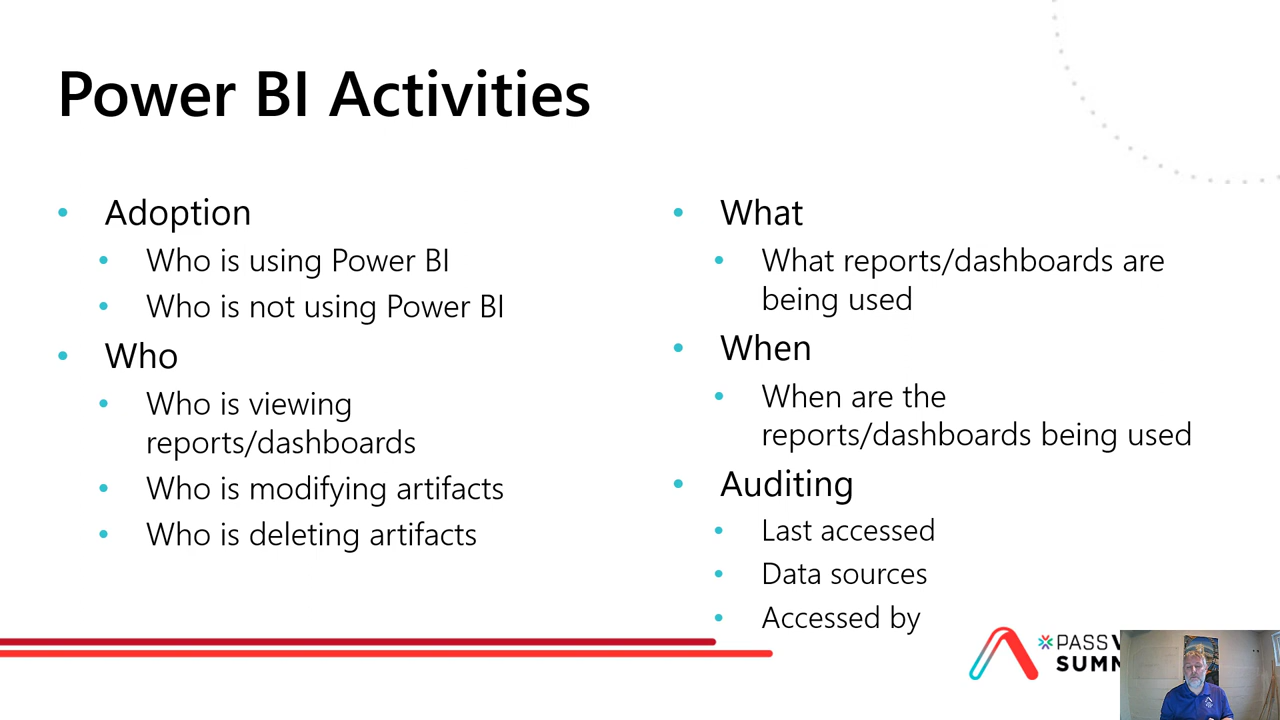 Power BI Activities
• Adoption
• Who is using Power BI
• Who is not using Power BI
• Who
• Who is viewing
reports/dashboards
• Who is modifying artifacts
• Who is deleting artifacts
• What
• What reports/dashboards are
being used
• When
• When are the
reports/dashboards being used
• Auditing
• Last accessed
• Data sources
• Accessed by
PASS